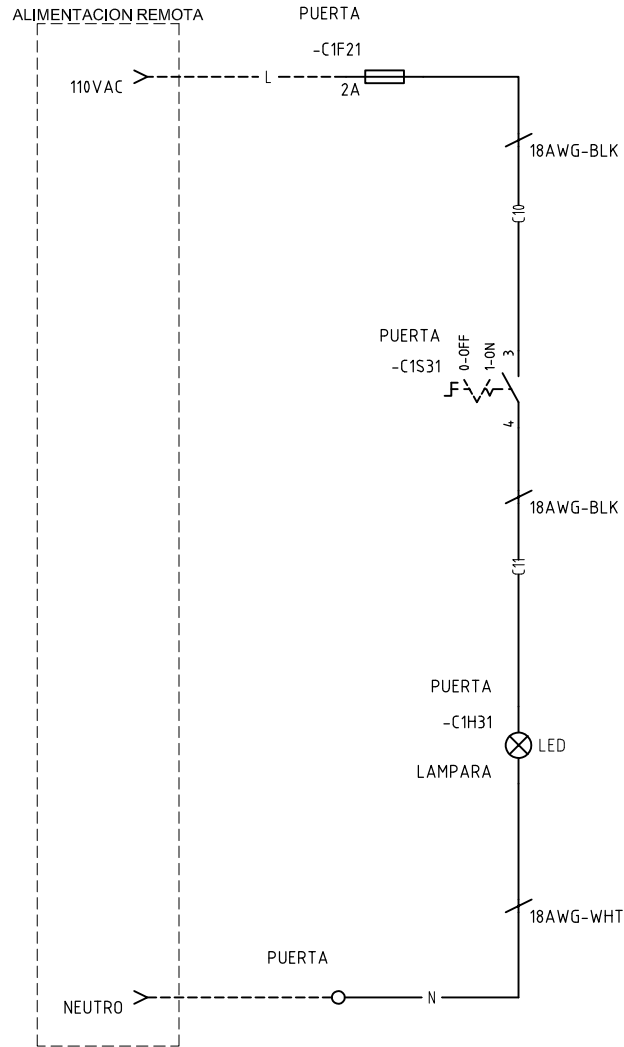 ALIMENTACION REMOTA
PUERTA
-C1F21
110VAC
L
2A
18AWG-BLK
C10
PUERTA
-C1S31
0-OFF
1-ON
3
4
18AWG-BLK
C11
PUERTA
-C1H31
LED
LAMPARA
18AWG-WHT
PUERTA
NEUTRO
N